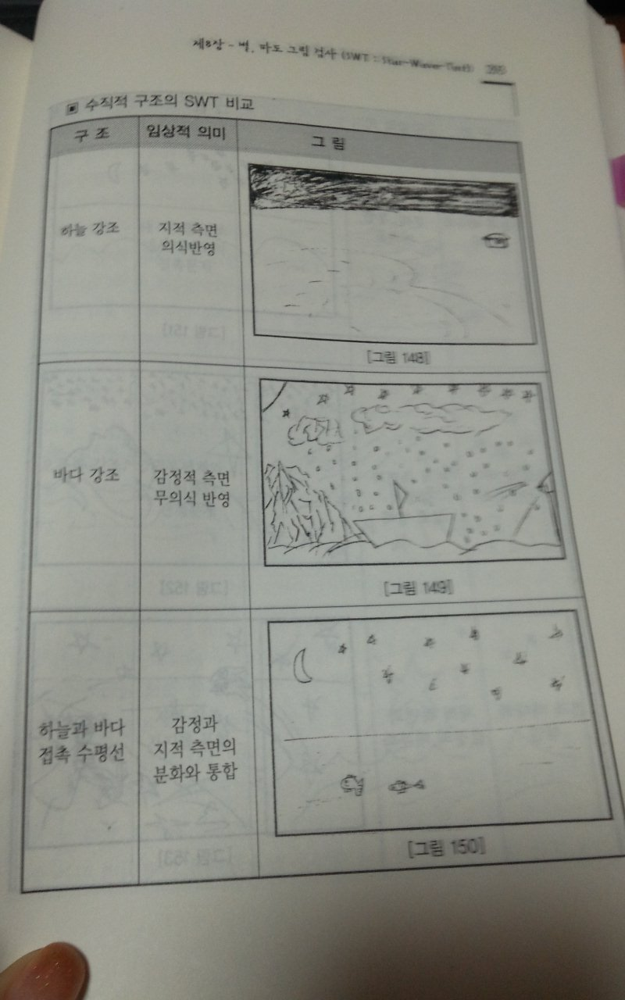 제8장 - 별, 파도 그림 검사 (SWT : Star-Wave-Test)
▣ 수직적 구조의 SWT 비교
구 조 임상적 의미 그 림
하늘 강조
지적 측면
의식반영
[그림 148]
바다 강조
감정적 측면
무의식 반영
[그림 149]
하늘과 바다
접촉 수평선
감정과
지적 측면의
분화와 통합
[그림 150]